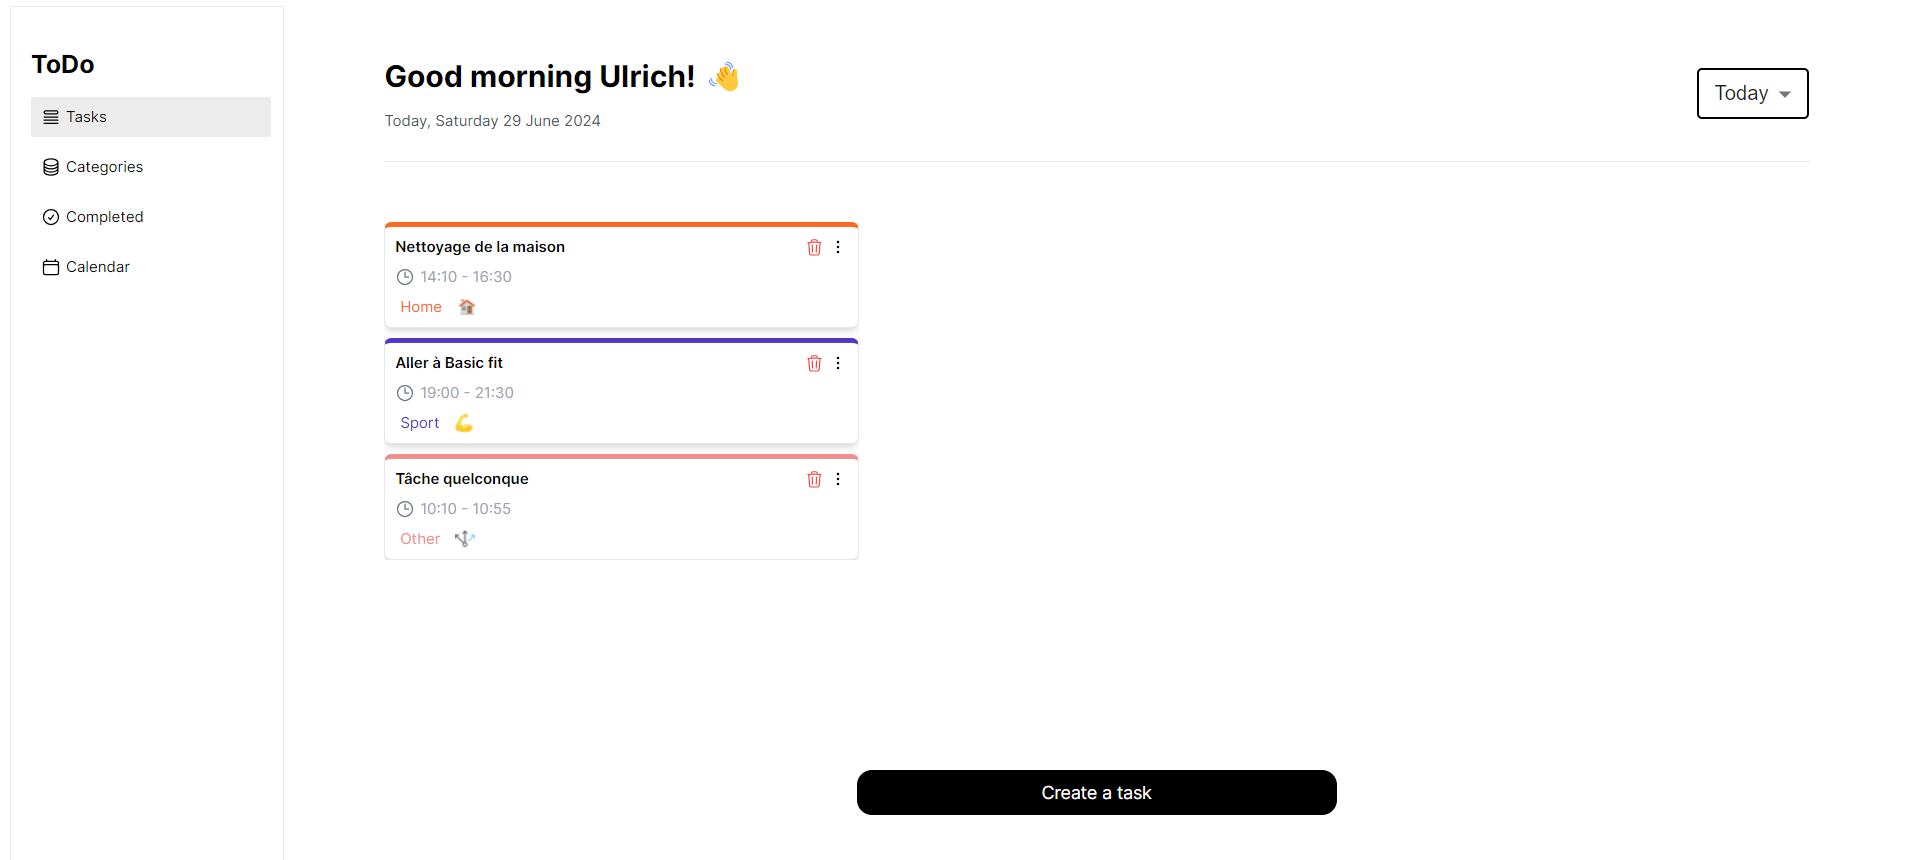 ToDo
Tasks
Categories
Completed
Calendar
Good morning Ulrich! 👋
Today, Saturday 29 June 2024
Today
Nettoyage de la maison
14:10 - 16:30
Home 🏠
Aller à Basic fit
19:00 - 21:30
Sport 💪
Tâche quelconque
10:10 - 10:55
Other
Create a task